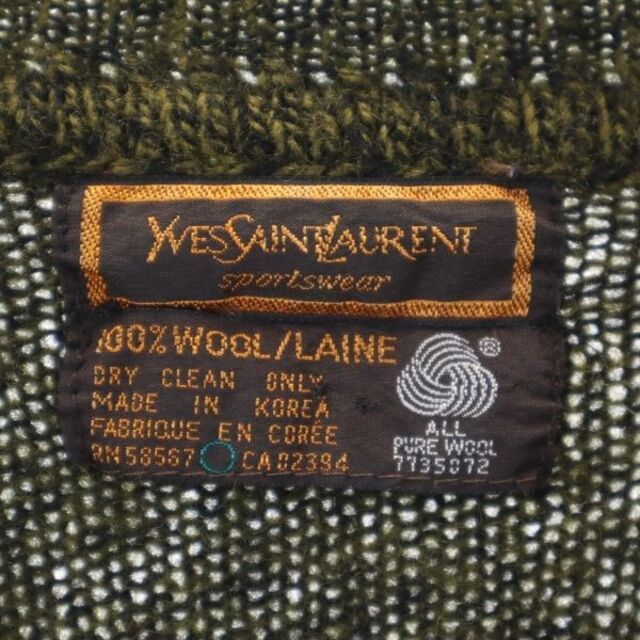 YVES SAINT LAURENT
sportswear
100% WOOL/LAINE
DRY CLEAN ONLY
MADE IN KOREA
FABRIQUE EN CORÉE
RN 58567 CA 02394
®
ALL
PURE WOOL
7735072